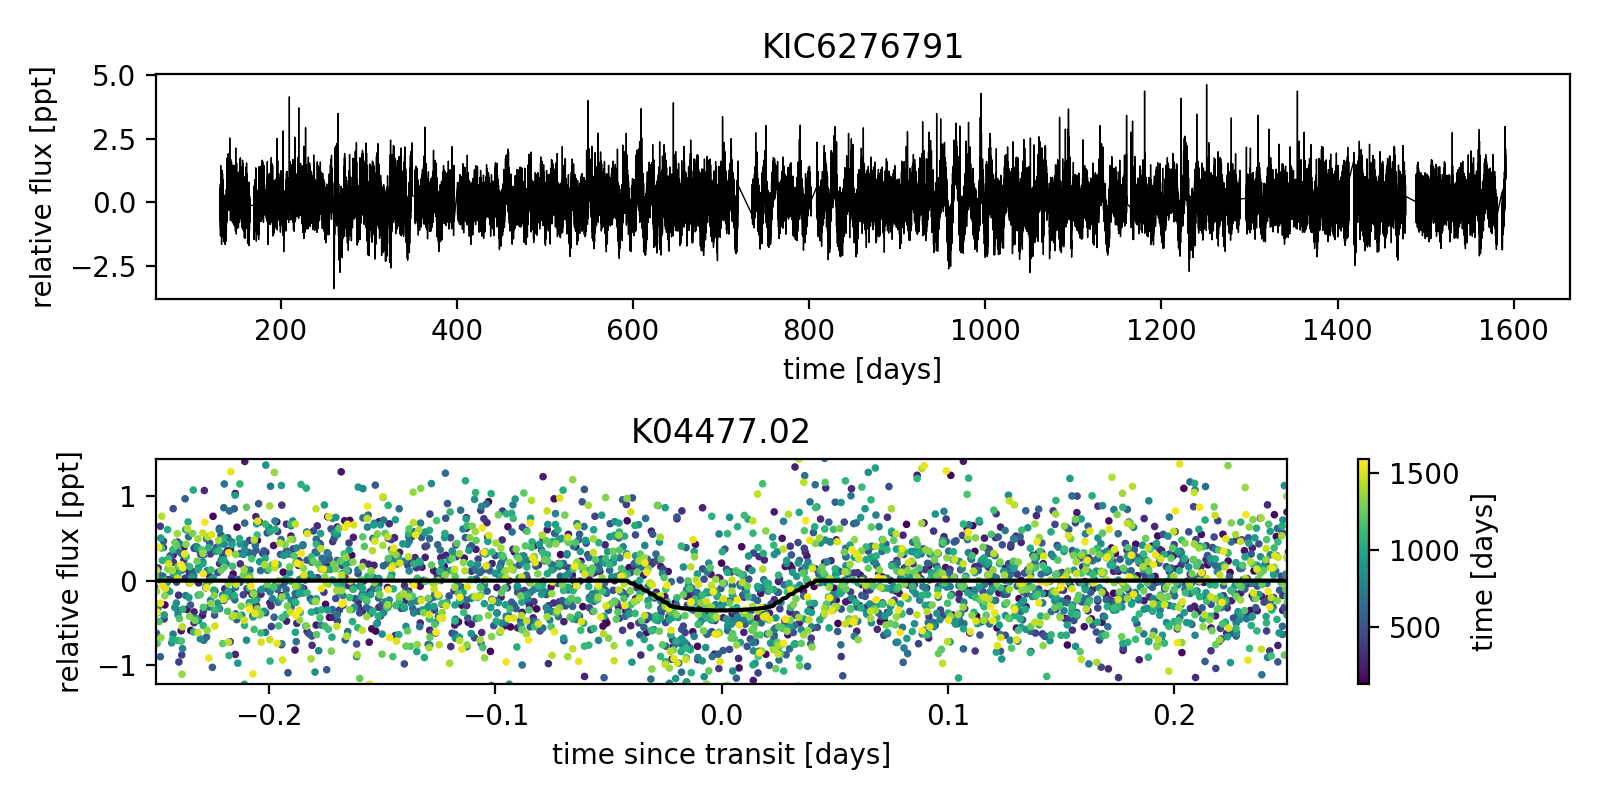 KIC6276791
relative flux [ppt]
5.0
2.5
0.0
−2.5
200 400 600 800 1000 1200 1400 1600
time [days]
K04477.02
relative flux [ppt]
1
0
−1
−0.2 −0.1 0.0 0.1 0.2
time since transit [days]
1500
1000
500
time [days]